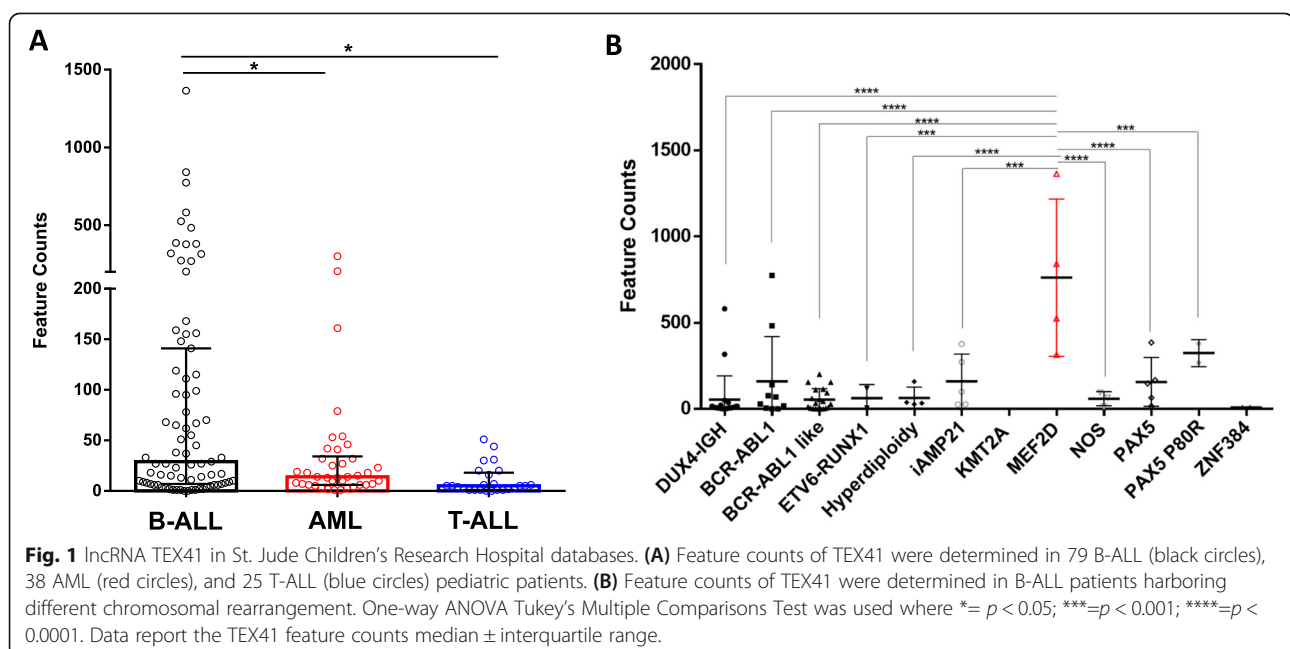 A
*
*
1500
1000
500
200
150
100
50
0
Feature Counts
B-ALL AML T-ALL
B
2000
1500
1000
500
0
Feature Counts
****
****
****
***
****
***
***
****
****
DUX4-IGH
BCR-ABL1
BCR-ABL1 like
ETV6-RUNX1
Hyperdiploidy
iAMP21
KMT2A
MEF2D
NOS
PAX5
PAX5 P80R
ZNF384
Fig. 1 lncRNA TEX41 in St. Jude Children's Research Hospital databases. (A) Feature counts of TEX41 were determined in 79 B-ALL (black circles),
38 AML (red circles), and 25 T-ALL (blue circles) pediatric patients. (B) Feature counts of TEX41 were determined in B-ALL patients harboring
different chromosomal rearrangement. One-way ANOVA Tukey's Multiple Comparisons Test was used where *= p < 0.05; ***=p < 0.001; ****=p <
0.0001. Data report the TEX41 feature counts median ± interquartile range.